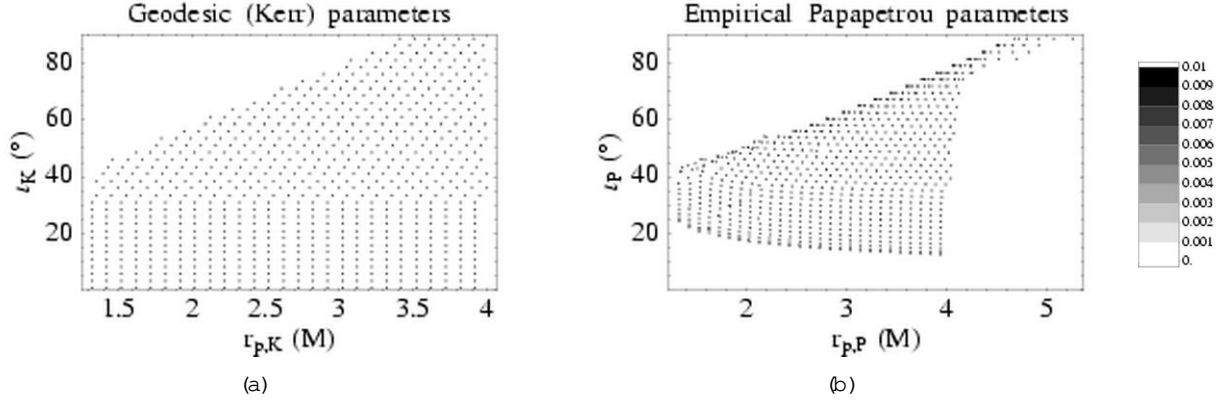 Geodesic (Kerr) parameters
80
60
40
20
ι_K (°)
1.5 2 2.5 3 3.5 4
r_p,K (M)
(a)
Empirical Papapetrou parameters
80
60
40
20
ι_P (°)
2 3 4 5
r_p,P (M)
(b)
0.01
0.009
0.008
0.007
0.006
0.005
0.004
0.003
0.002
0.001
0.